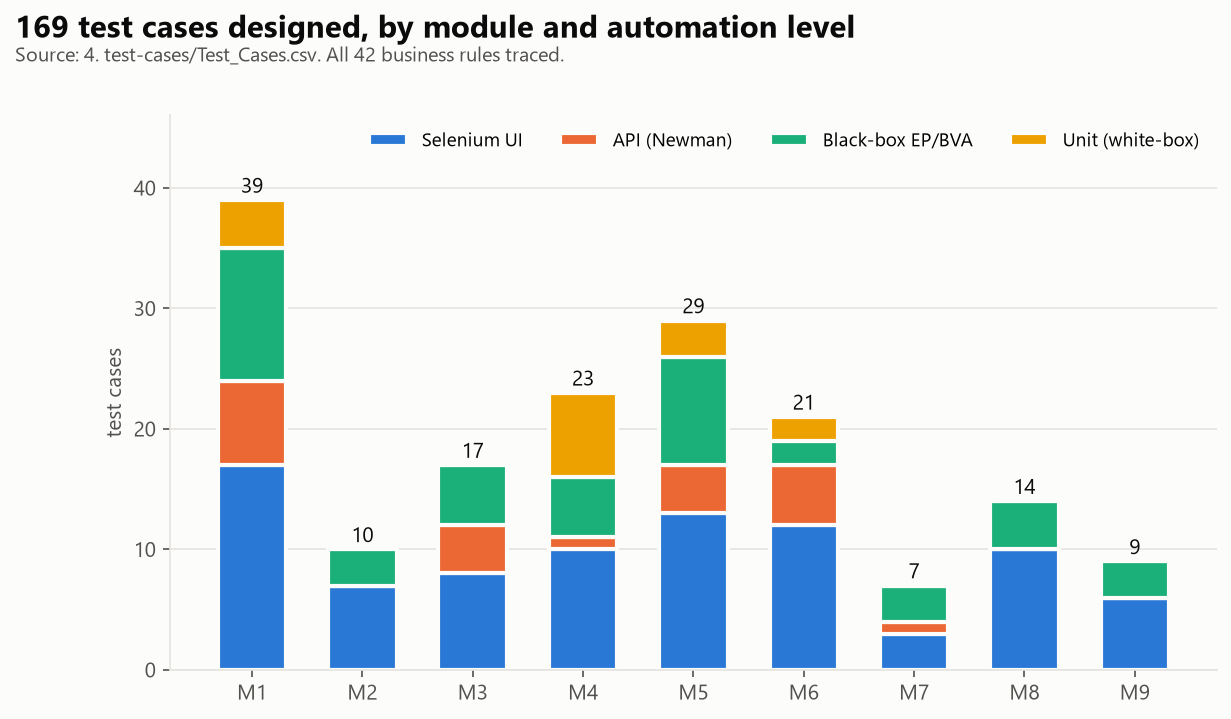 169 test cases designed, by module and automation level
Source: 4. test-cases/Test_Cases.csv. All 42 business rules traced.
Selenium UI API (Newman) Black-box EP/BVA Unit (white-box)
40
30
20
10
0
test cases
39
10
17
23
29
21
7
14
9
M1 M2 M3 M4 M5 M6 M7 M8 M9